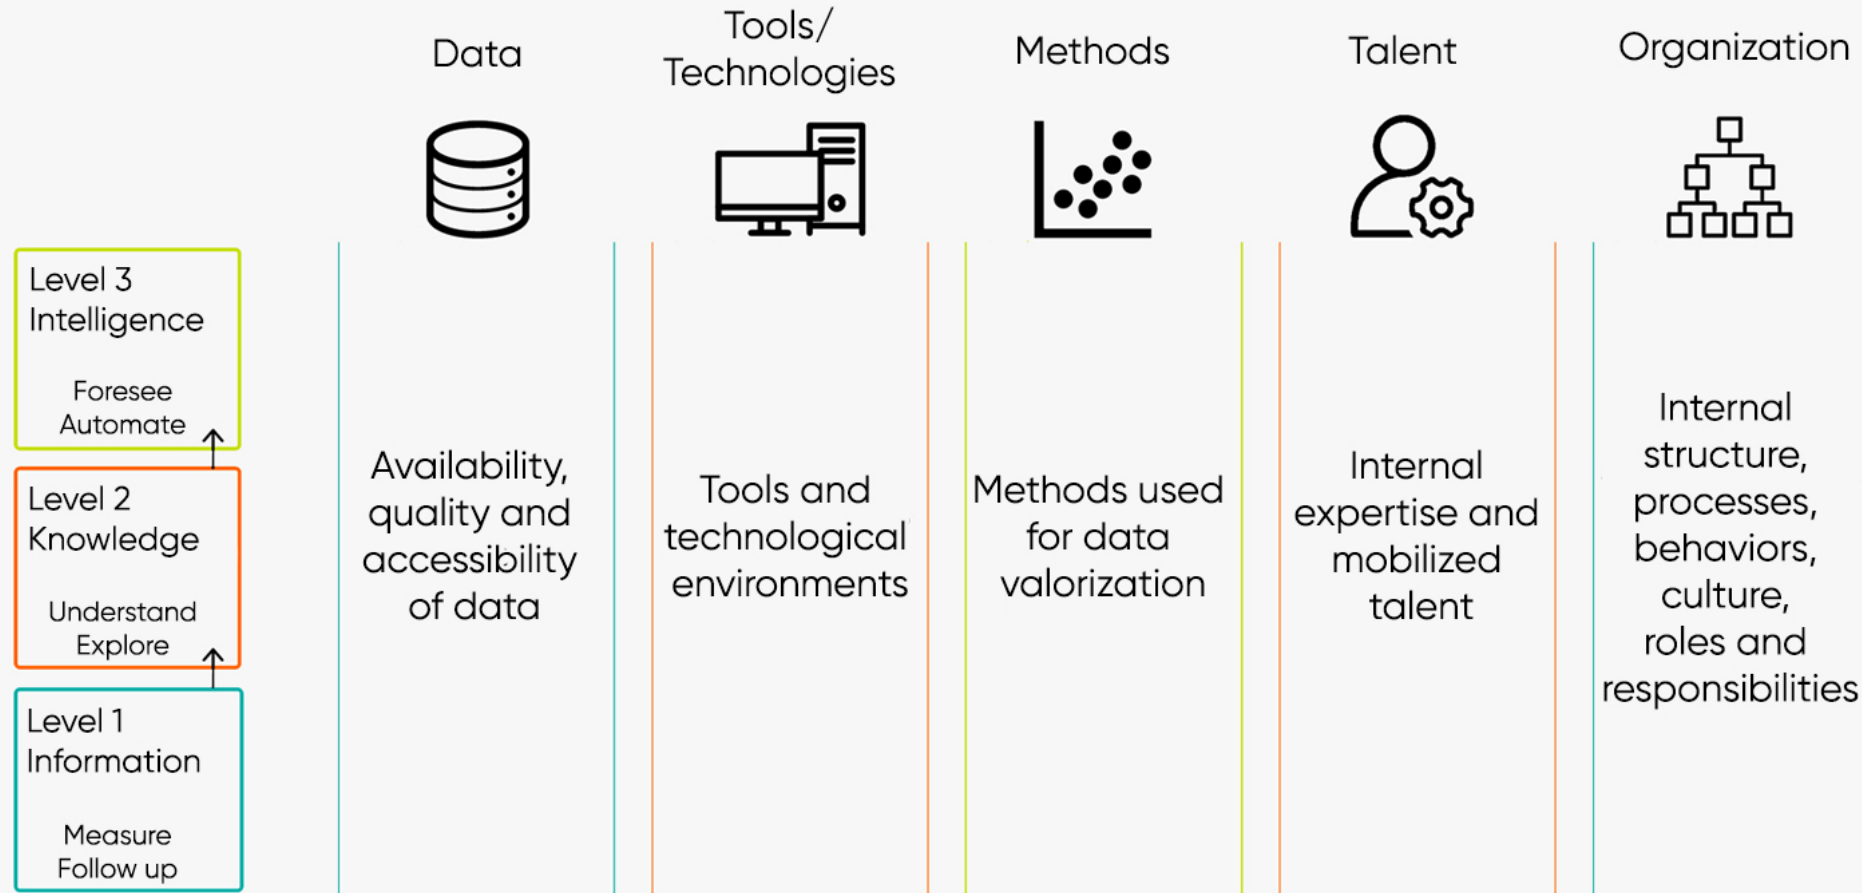 Data
Tools/
Technologies
Methods
Talent
Organization
Level 3
Intelligence
Foresee
Automate
Level 2
Knowledge
Understand
Explore
Level 1
Information
Measure
Follow up
Availability,
quality and
accessibility
of data
Tools and
technological
environments
Methods used
for data
valorization
Internal
expertise and
mobilized
talent
Internal
structure,
processes,
behaviors,
culture,
roles and
responsibilities